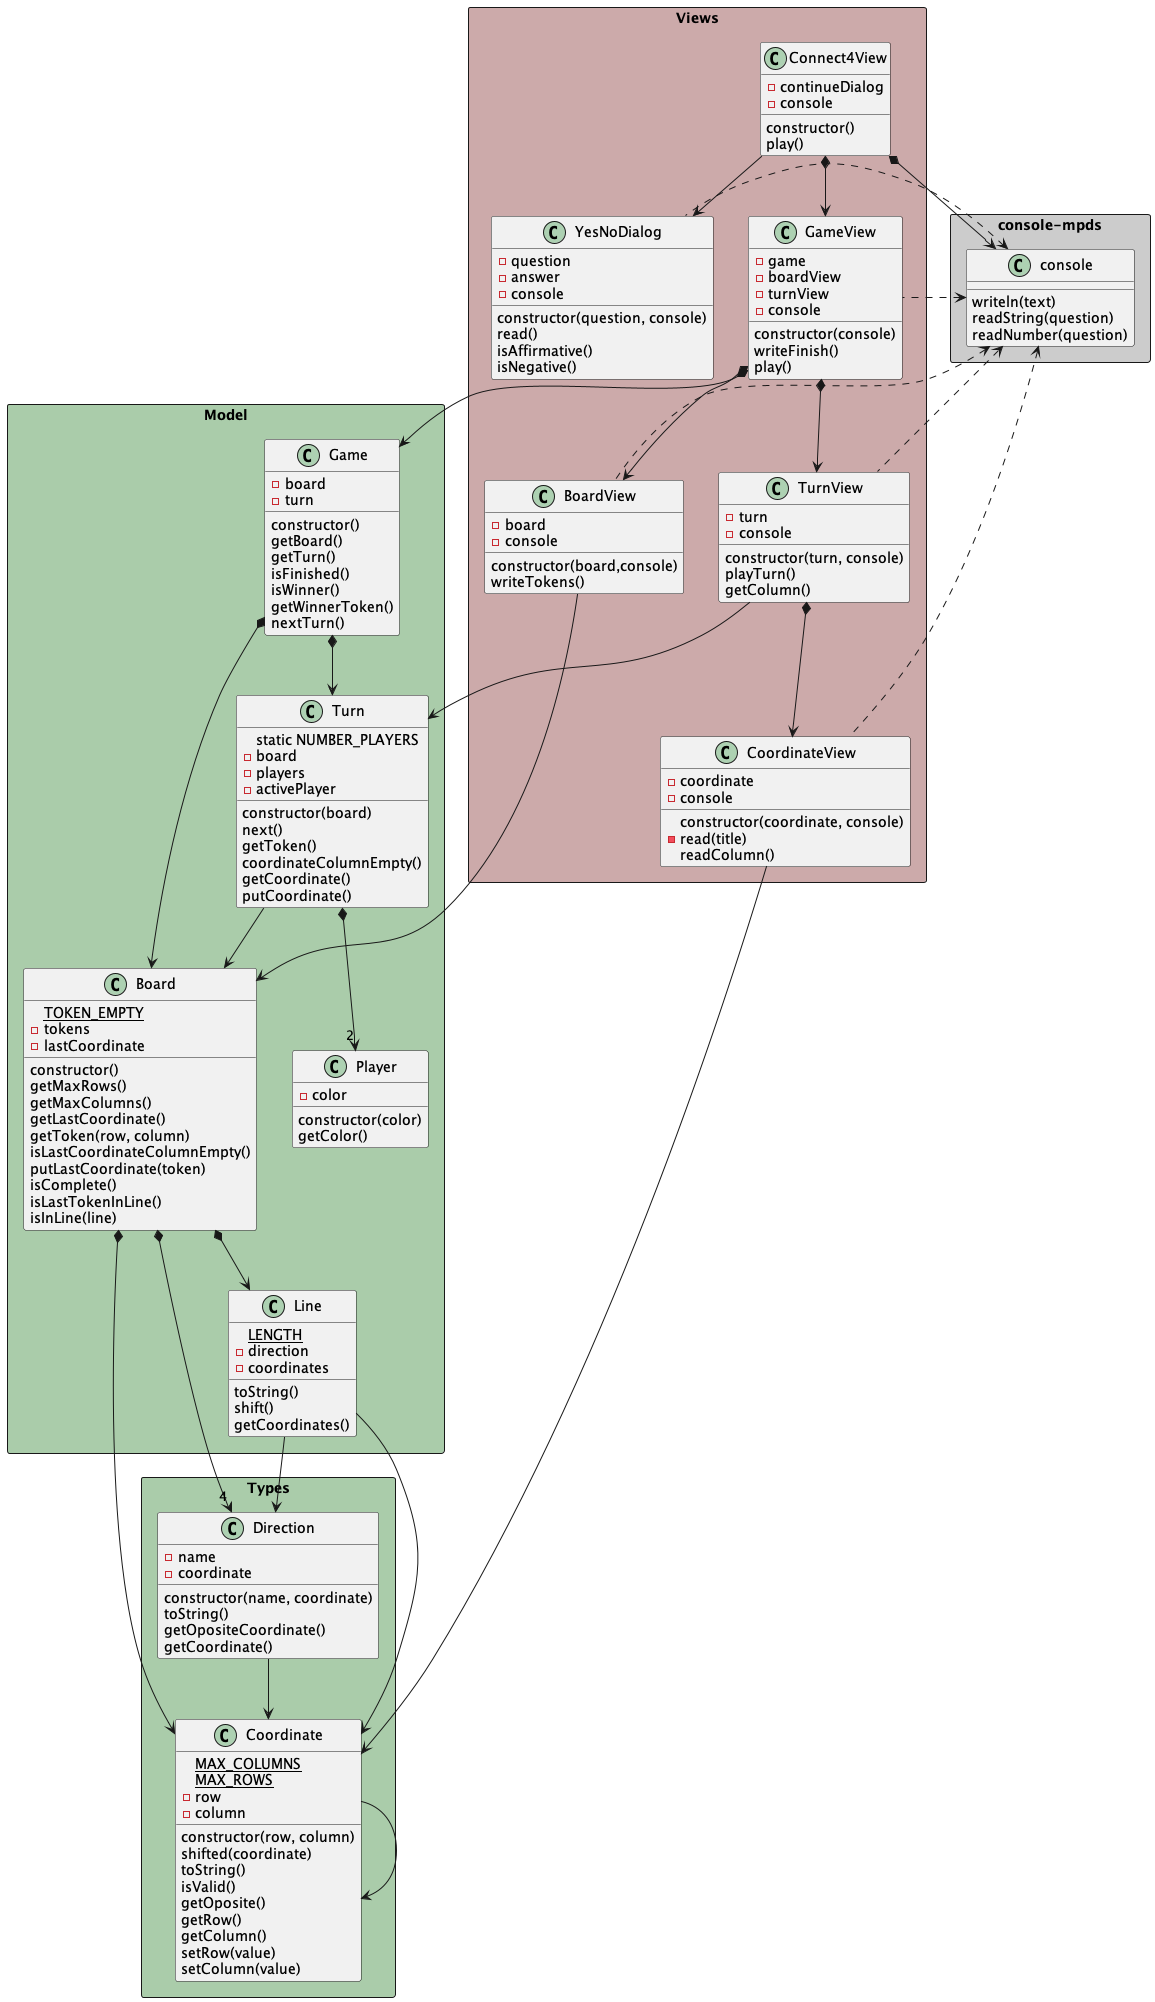 Views
C Connect4View
continueDialog
console
constructor()
play()
C YesNoDialog
question
answer
console
constructor(question, console)
read()
isAffirmative()
isNegative()
C GameView
game
boardView
turnView
console
constructor(console)
writeFinish()
play()
console-mpds
C console
writeln(text)
readString(question)
readNumber(question)
Model
C Game
board
turn
constructor()
getBoard()
getTurn()
isFinished()
isWinner()
getWinnerToken()
nextTurn()
C BoardView
board
console
constructor(board,console)
writeTokens()
C TurnView
turn
console
constructor(turn, console)
playTurn()
getColumn()
C Turn
static NUMBER_PLAYERS
board
players
activePlayer
constructor(board)
next()
getToken()
coordinateColumnEmpty()
getCoordinate()
putCoordinate()
C CoordinateView
coordinate
console
constructor(coordinate, console)
read(title)
readColumn()
C Board
TOKEN_EMPTY
tokens
lastCoordinate
constructor()
getMaxRows()
getMaxColumns()
getLastCoordinate()
getToken(row, column)
isLastCoordinateColumnEmpty()
putLastCoordinate(token)
isComplete()
isLastTokenInLine()
isInLine(line)
2
C Player
color
constructor(color)
getColor()
C Line
LENGTH
direction
coordinates
toString()
shift()
getCoordinates()
Types
4
C Direction
name
coordinate
constructor(name, coordinate)
toString()
getOpositeCoordinate()
getCoordinate()
C Coordinate
MAX_COLUMNS
MAX_ROWS
row
column
constructor(row, column)
shifted(coordinate)
toString()
isValid()
getOposite()
getRow()
getColumn()
setRow(value)
setColumn(value)